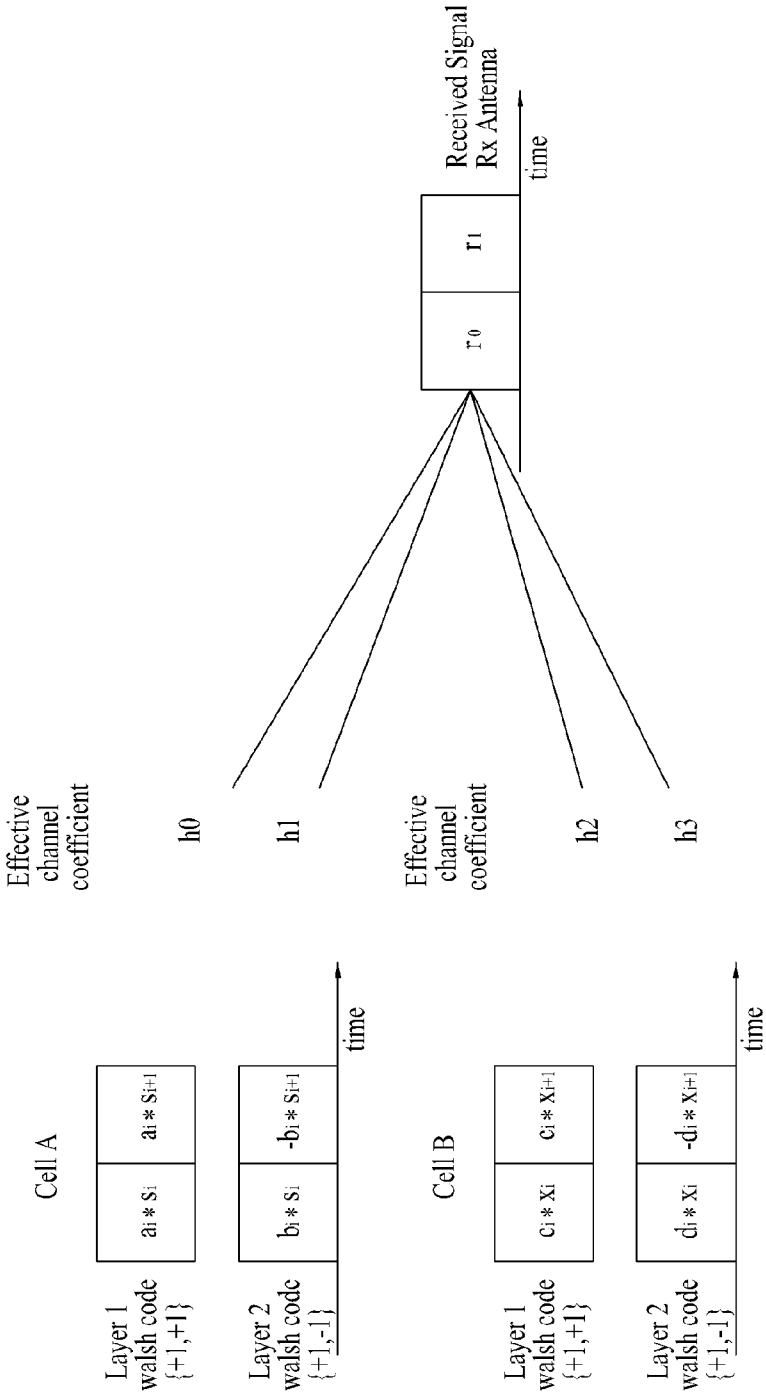 Cell A
Layer 1
walsh code
{+1,+1}
ai * si
ai * si+1
Layer 2
walsh code
{+1,-1}
bi * si
-bi * si+1
time
Cell B
Layer 1
walsh code
{+1,+1}
ci * xi
ci * xi+1
Layer 2
walsh code
{+1,-1}
di * xi
-di * xi+1
time
Effective
channel
coefficient
h0
h1
Effective
channel
coefficient
h2
h3
r0
r1
Received Signal
Rx Antenna
time